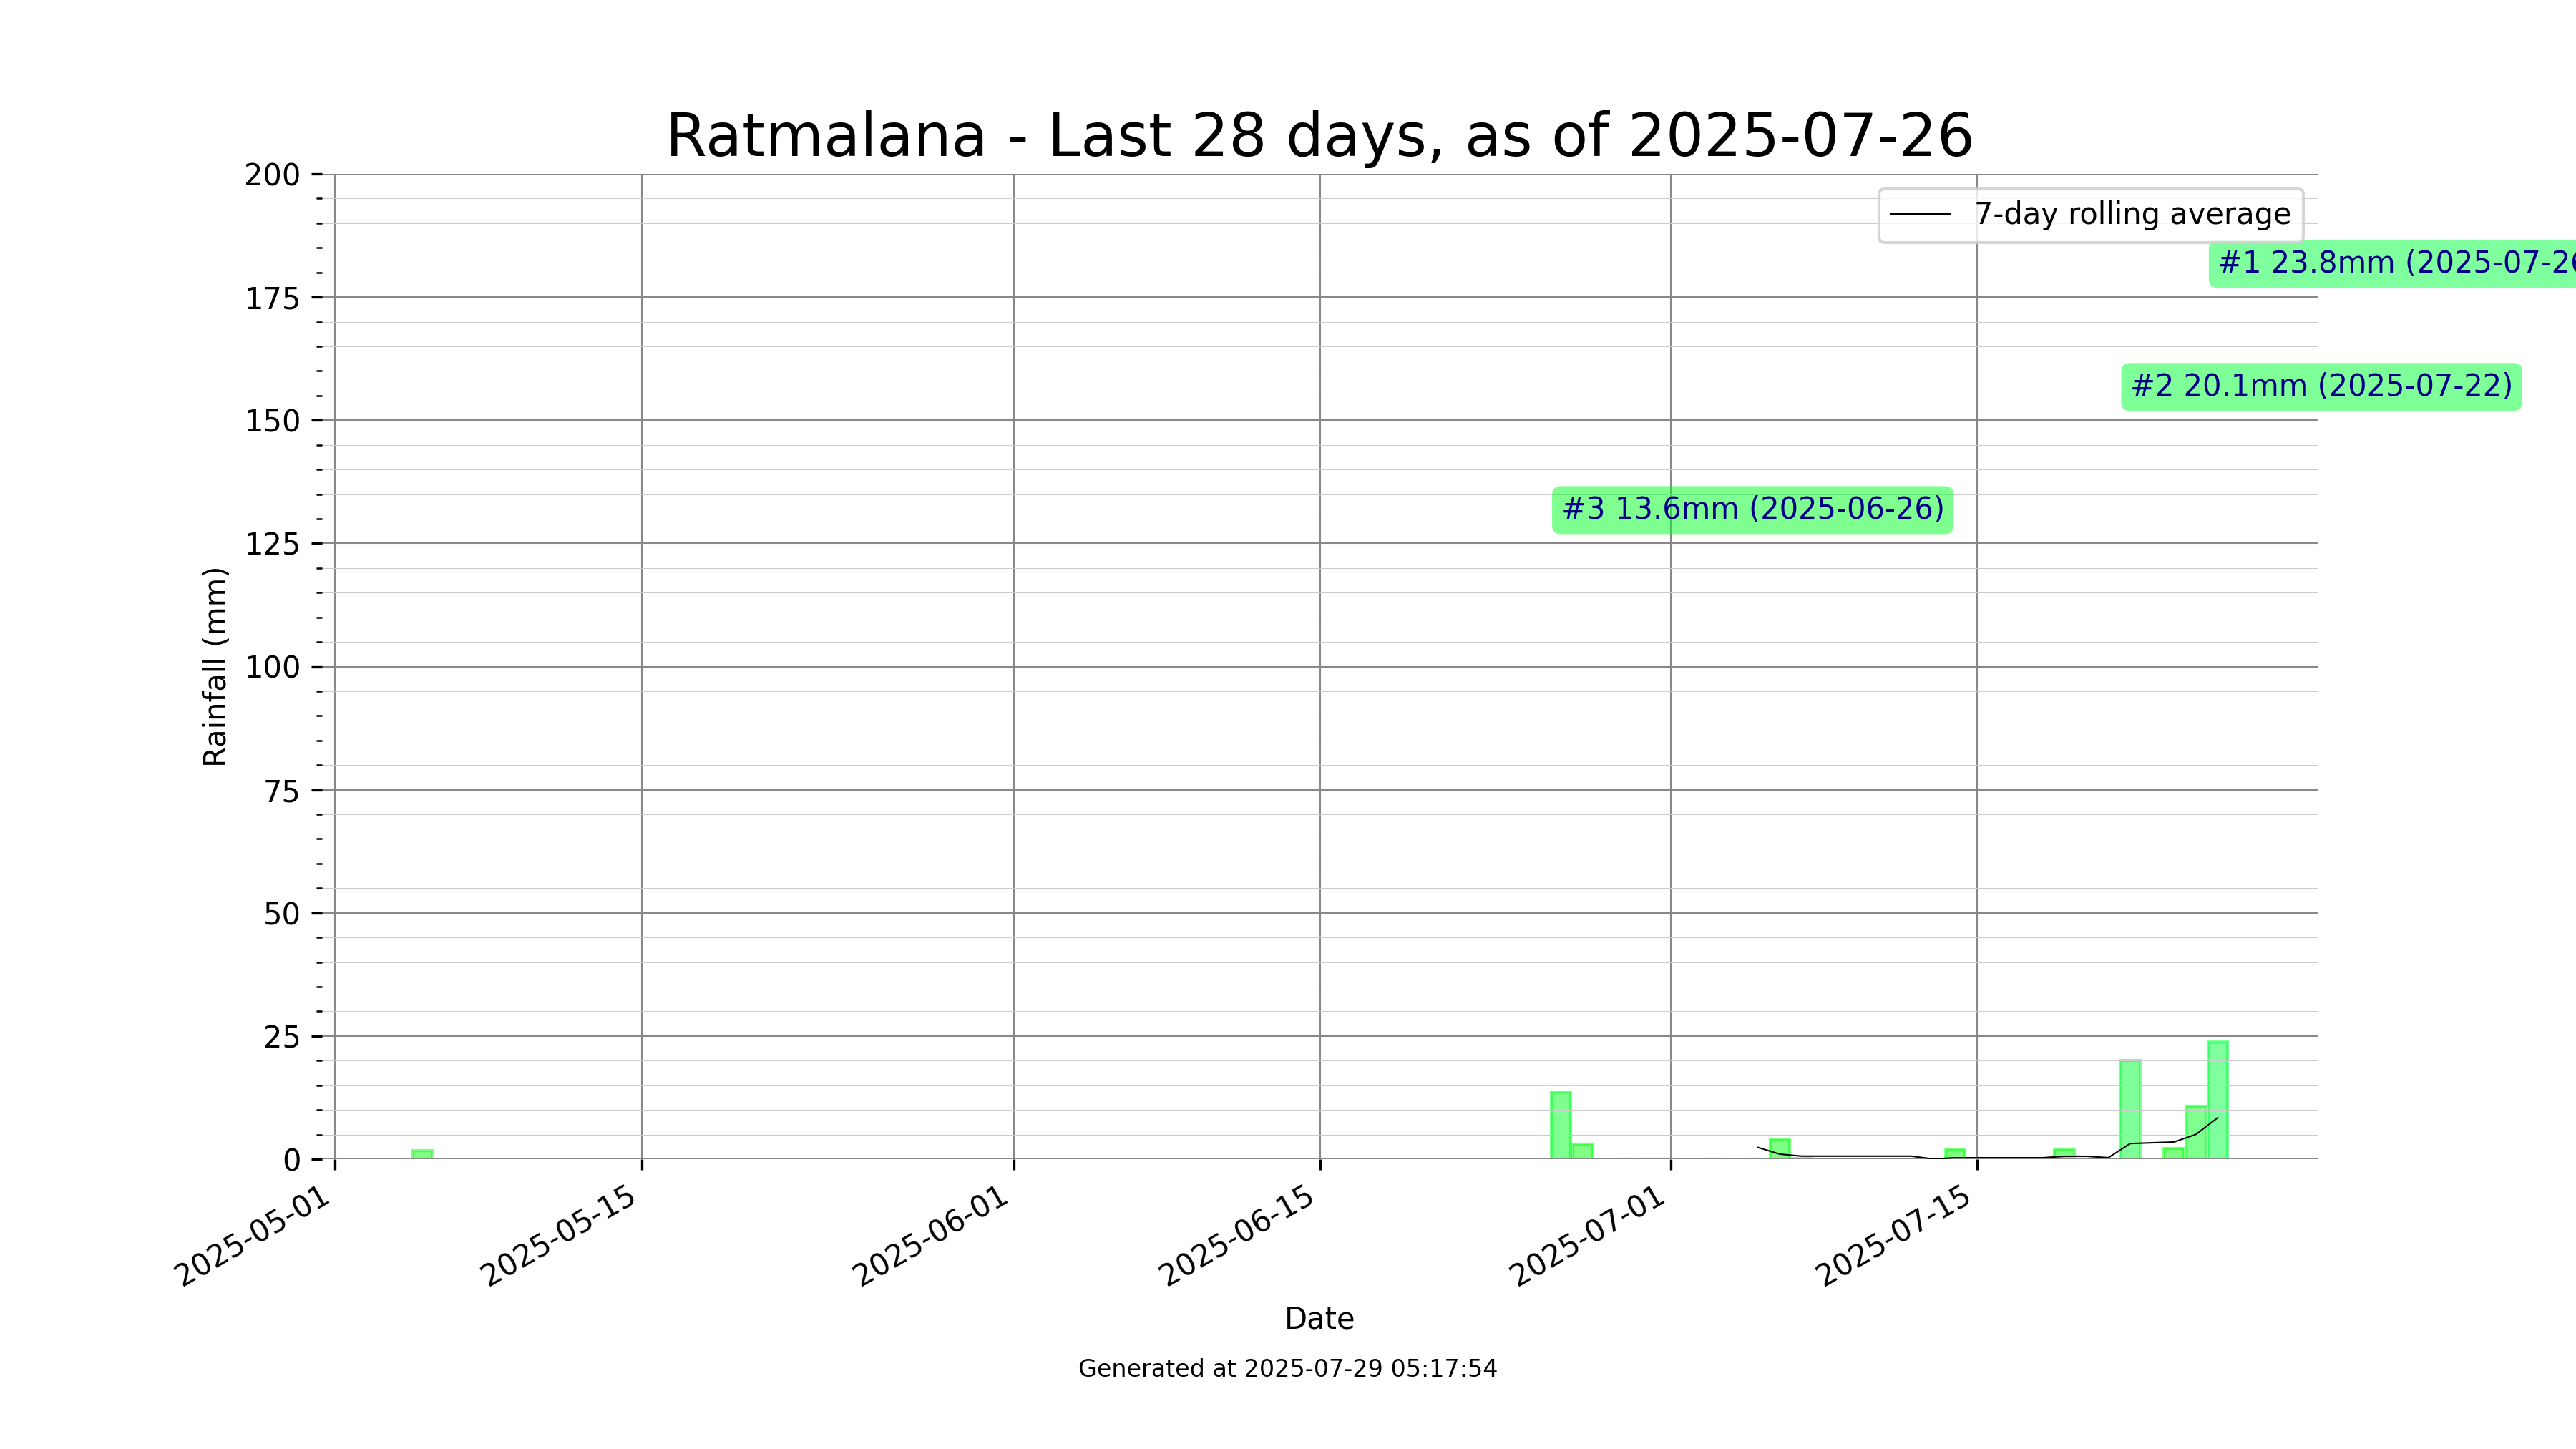 Ratmalana - Last 28 days, as of 2025-07-26
200
175
150
125
100
75
50
25
0
Rainfall (mm)
7-day rolling average
#1 23.8mm (2025-07-26
#2 20.1mm (2025-07-22)
#3 13.6mm (2025-06-26)
2025-05-01
2025-05-15
2025-06-01
2025-06-15
2025-07-01
2025-07-15
Date
Generated at 2025-07-29 05:17:54